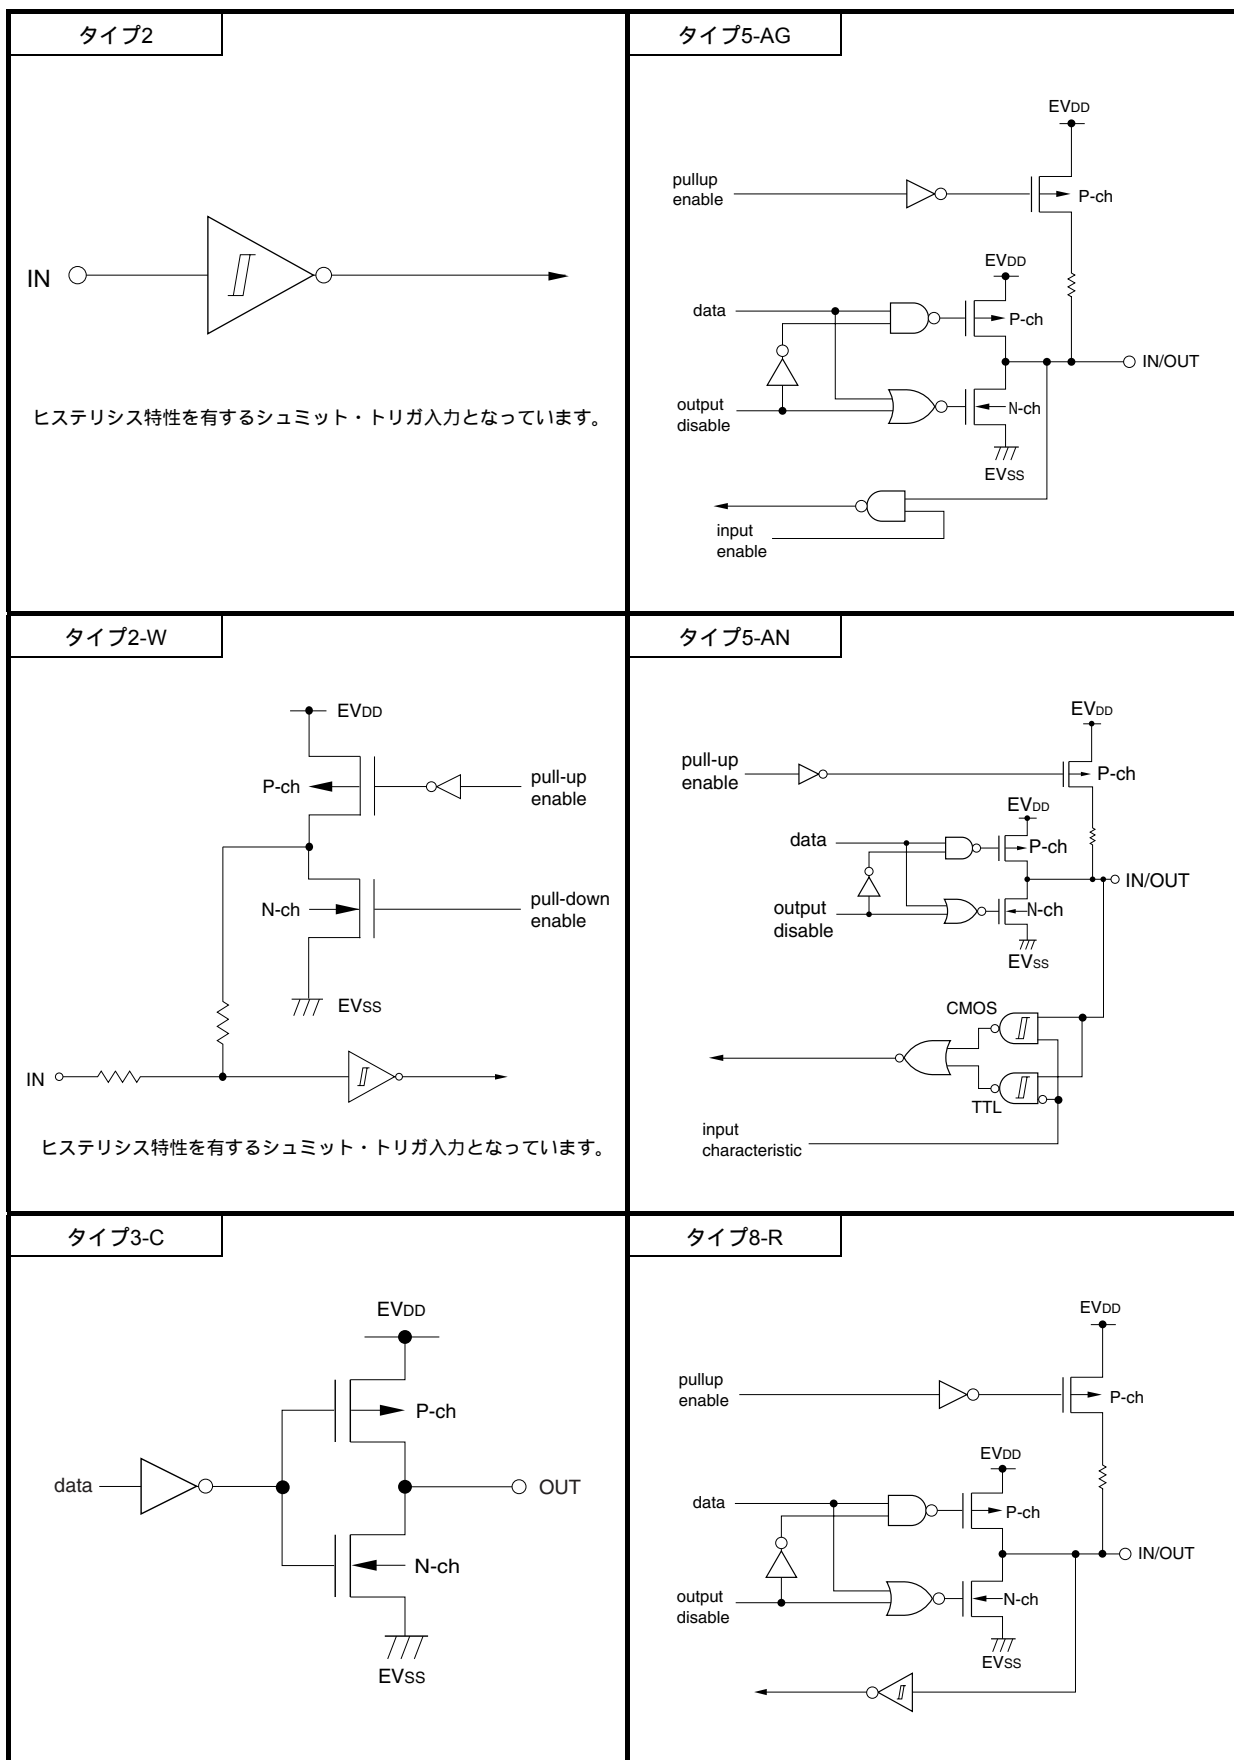 タイプ2
IN
ヒステリシス特性を有するシュミット・トリガ入力となっています。
タイプ5-AG
EVDD
pullup
enable
P-ch
EVDD
data
P-ch
IN/OUT
output
disable
N-ch
EVSS
input
enable
タイプ2-W
EVDD
P-ch
pull-up
enable
N-ch
pull-down
enable
EVSS
IN
ヒステリシス特性を有するシュミット・トリガ入力となっています。
タイプ5-AN
EVDD
pull-up
enable
P-ch
EVDD
data
P-ch
IN/OUT
output
disable
N-ch
EVSS
CMOS
TTL
input
characteristic
タイプ3-C
EVDD
P-ch
data
OUT
N-ch
EVSS
タイプ8-R
EVDD
pullup
enable
P-ch
EVDD
data
P-ch
IN/OUT
output
disable
N-ch
EVSS